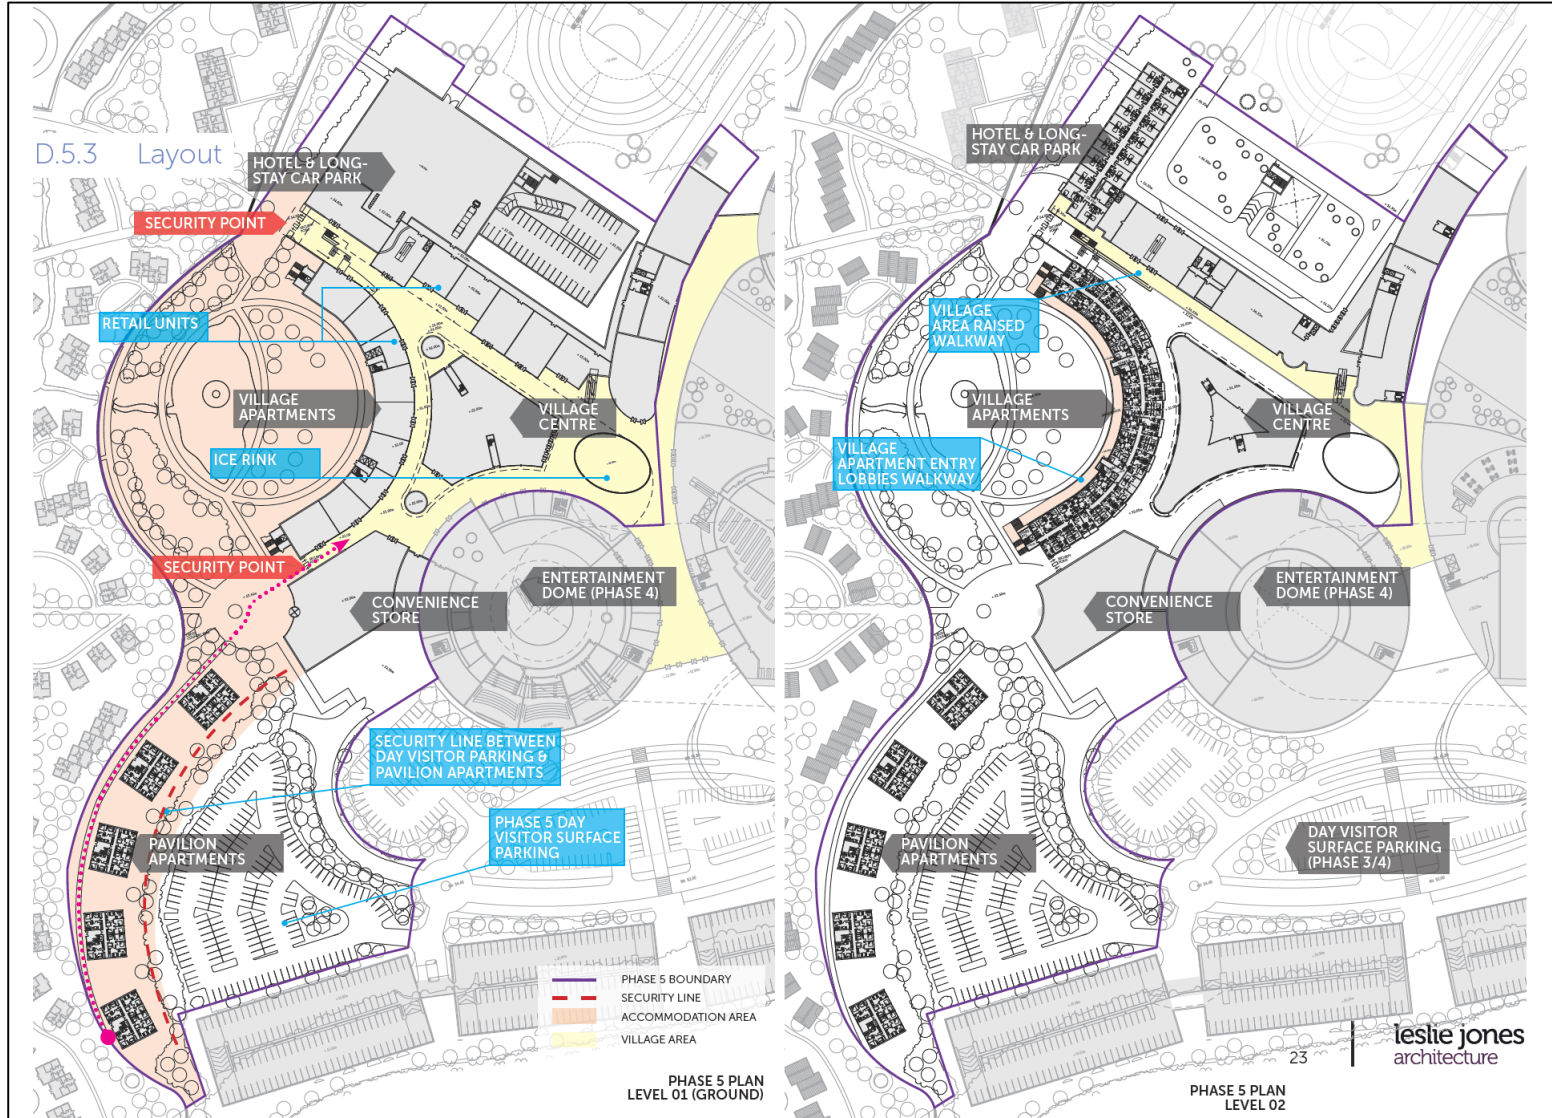 D.5.3 Layout
HOTEL & LONG-
STAY CAR PARK
SECURITY POINT
RETAIL UNITS
VILLAGE
APARTMENTS
VILLAGE
CENTRE
ICE RINK
SECURITY POINT
CONVENIENCE
STORE
ENTERTAINMENT
DOME (PHASE 4)
SECURITY LINE BETWEEN
DAY VISITOR PARKING &
PAVILION APARTMENTS
PHASE 5 DAY
VISITOR SURFACE
PARKING
PAVILION
APARTMENTS
PHASE 5 BOUNDARY
SECURITY LINE
ACCOMMODATION AREA
VILLAGE AREA
PHASE 5 PLAN
LEVEL 01 (GROUND)
HOTEL & LONG-
STAY CAR PARK
VILLAGE
AREA RAISED
WALKWAY
VILLAGE
APARTMENTS
VILLAGE
CENTRE
VILLAGE
APARTMENT ENTRY
LOBBIES WALKWAY
CONVENIENCE
STORE
ENTERTAINMENT
DOME (PHASE 4)
PAVILION
APARTMENTS
DAY VISITOR
SURFACE PARKING
(PHASE 3/4)
23
leslie jones
architecture
PHASE 5 PLAN
LEVEL 02